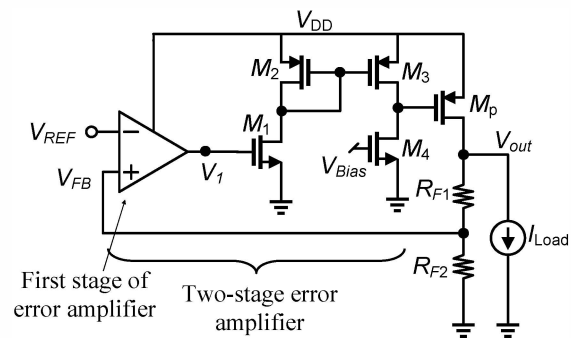 V_DD
M_2
M_3
M_p
V_REF
−
M_1
V_out
V_FB
+
V_1
V_Bias
M_4
R_F1
I_Load
R_F2
First stage of
error amplifier
Two-stage error
amplifier